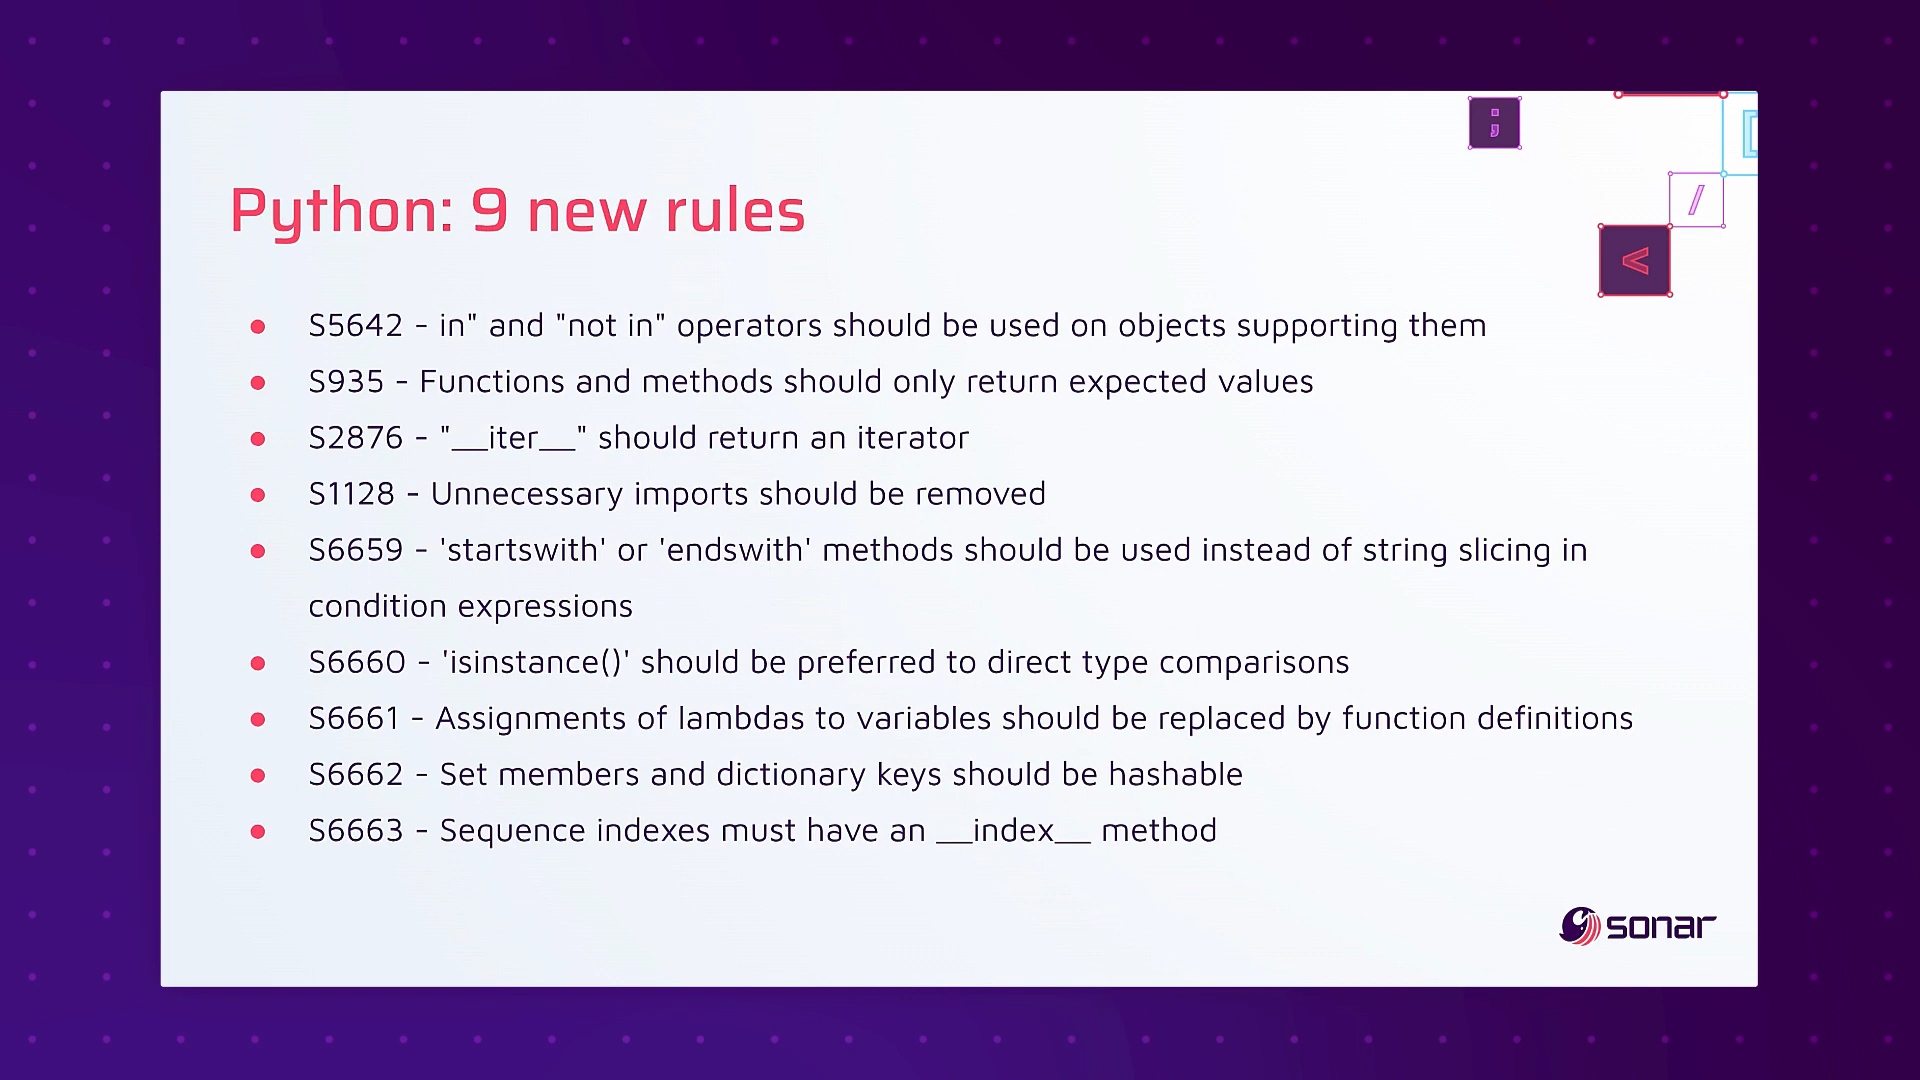 ;
/
<
Python: 9 new rules
S5642 - in" and "not in" operators should be used on objects supporting them
S935 - Functions and methods should only return expected values
S2876 - "__iter__" should return an iterator
S1128 - Unnecessary imports should be removed
S6659 - 'startswith' or 'endswith' methods should be used instead of string slicing in
condition expressions
S6660 - 'isinstance()' should be preferred to direct type comparisons
S6661 - Assignments of lambdas to variables should be replaced by function definitions
S6662 - Set members and dictionary keys should be hashable
S6663 - Sequence indexes must have an __index__ method
sonar